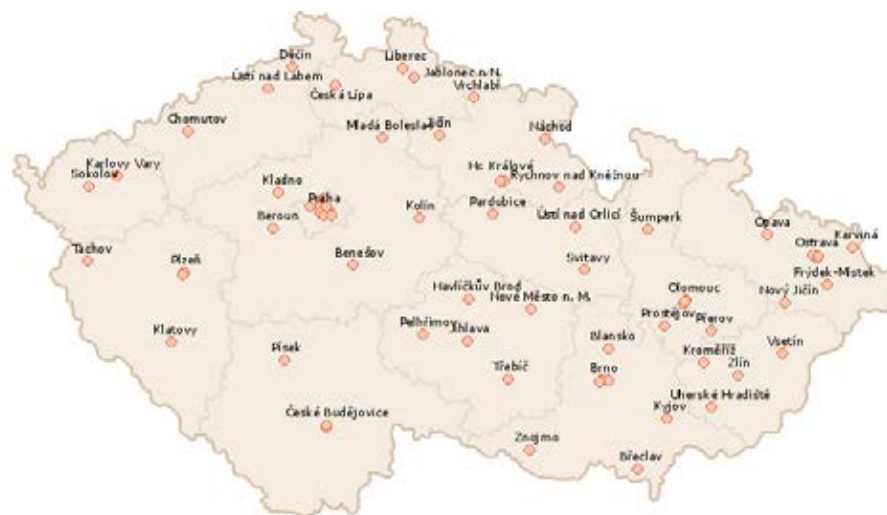 Děčín
Liberec
Jablonec n. N.
Ústí nad Labem
Česká Lípa
Vrchlabí
Chomutov
Mladá Boleslav
Jičín
Náchod
Karlovy Vary
Sokolov
Kladno
Praha
Hr. Králové
Rychnov nad Kněžnou
Beroun
Kolín
Pardubice
Ústí nad Orlicí
Šumperk
Opava
Karviná
Ostrava
Tachov
Plzeň
Benešov
Svitavy
Frýdek-Místek
Havlíčkův Brod
Nové Město n. M.
Olomouc
Nový Jičín
Prostějov
Přerov
Klatovy
Pelhřimov
Jihlava
Blansko
Vsetín
Písek
Kroměříž
Třebíč
Brno
Zlín
Uherské Hradiště
České Budějovice
Kyjov
Znojmo
Břeclav